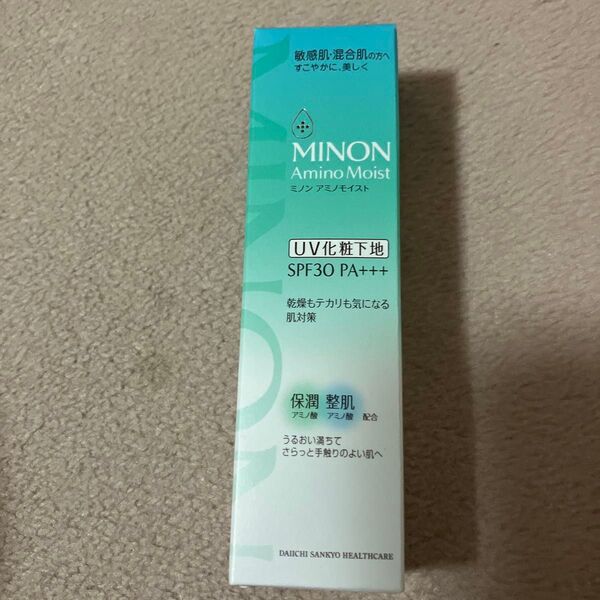 敏感肌・混合肌の方へ
すこやかに、美しく
MINON
Amino Moist
ミノン アミノモイスト
UV化粧下地
SPF30 PA+++
乾燥もテカリも気になる
肌対策
保潤 整肌
アミノ酸 アミノ酸 配合
うるおい満ちて
さらっと手触りのよい肌へ
DAIICHI SANKYO HEALTHCARE
MINON